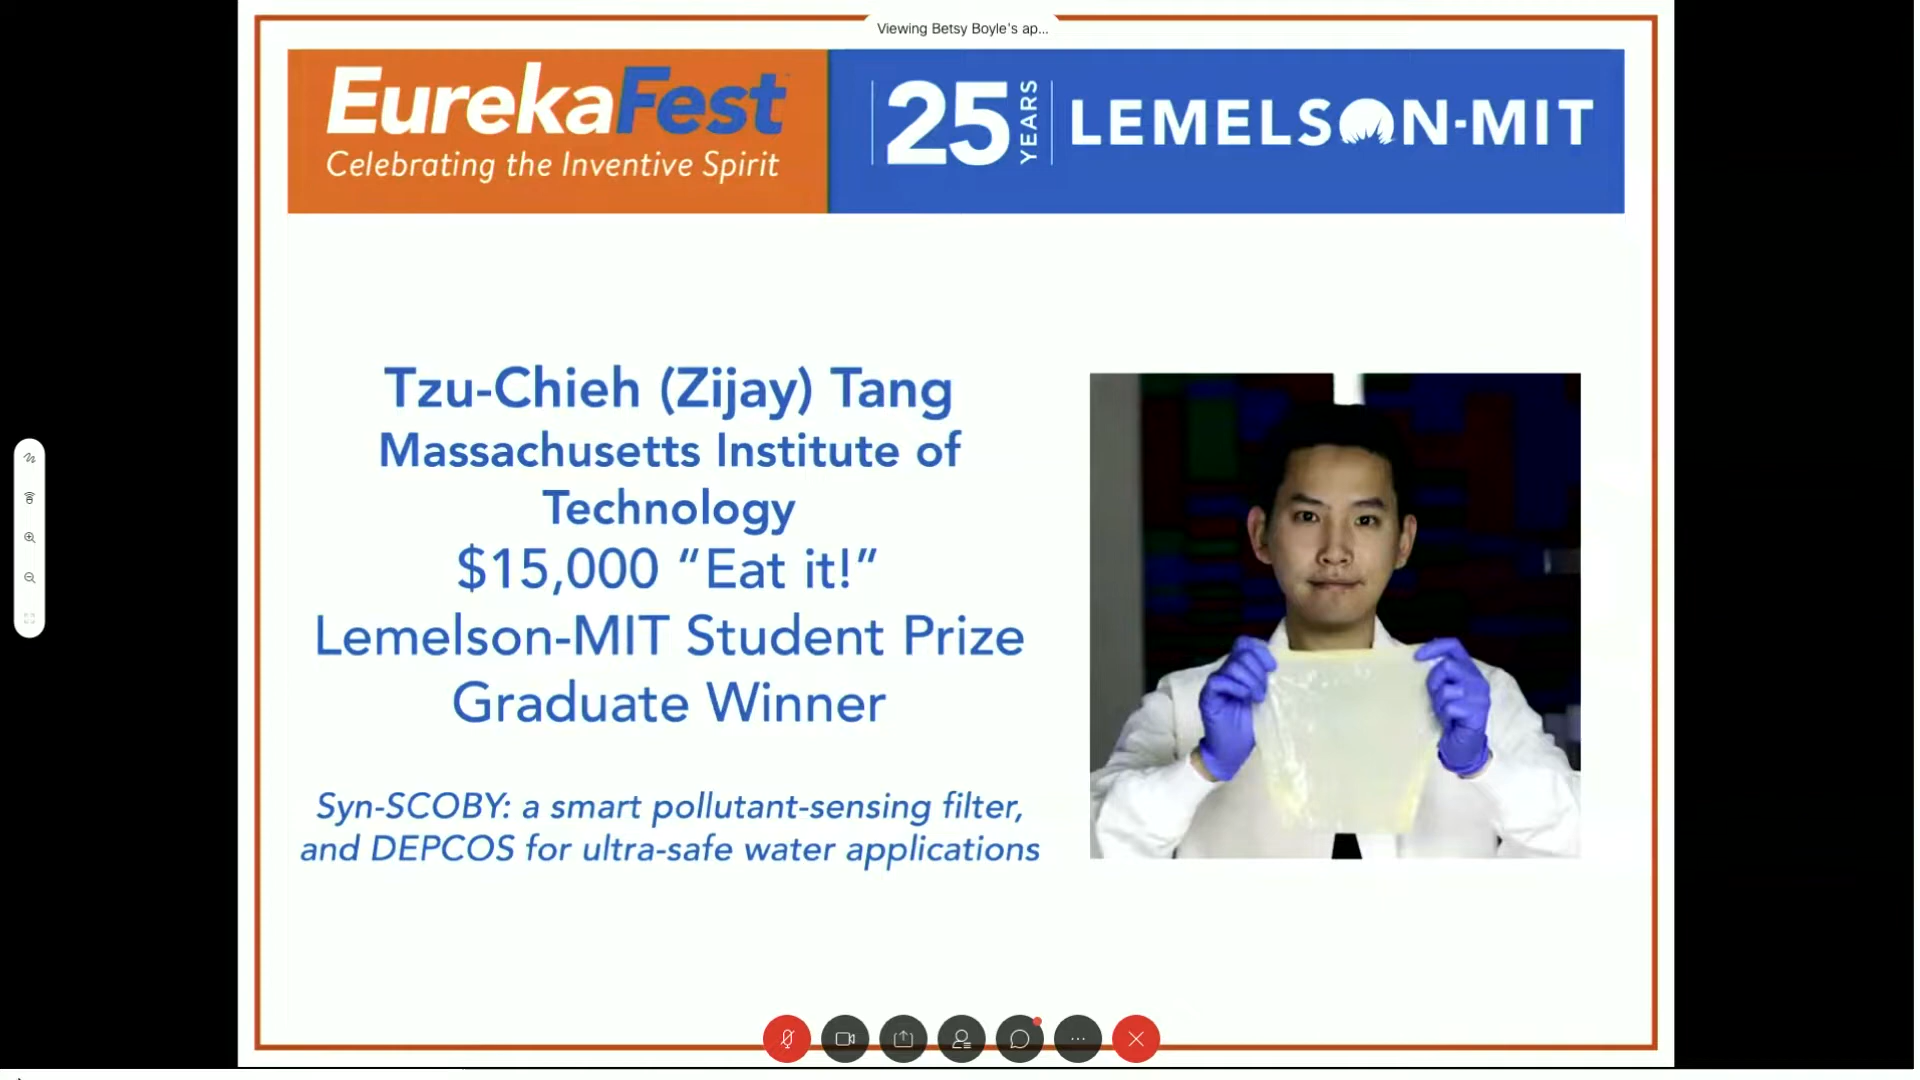 Viewing Betsy Boyle's ap...
EurekaFest
Celebrating the Inventive Spirit
25 YEARS
LEMELSON-MIT
Tzu-Chieh (Zijay) Tang
Massachusetts Institute of
Technology
$15,000 “Eat it!”
Lemelson-MIT Student Prize
Graduate Winner
Syn-SCOBY: a smart pollutant-sensing filter,
and DEPCOS for ultra-safe water applications